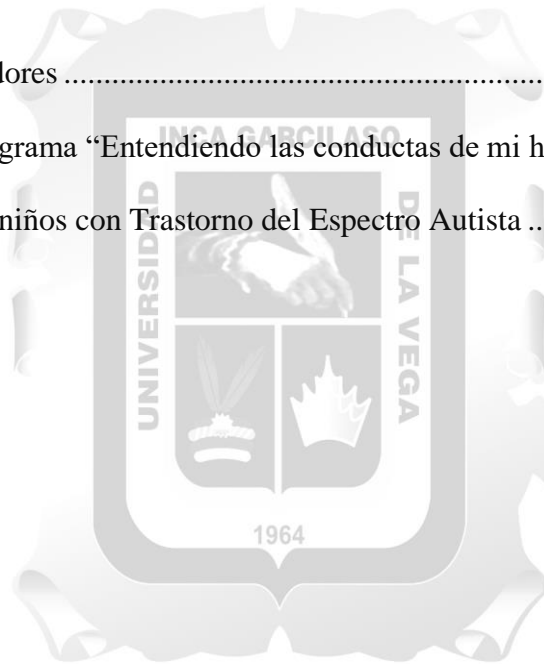 dores ....................................................................
INCA GARCILASO
grama “Entendiendo las conductas de mi h
niños con Trastorno del Espectro Autista ..
UNIVERSIDAD
DE LA VEGA
1964